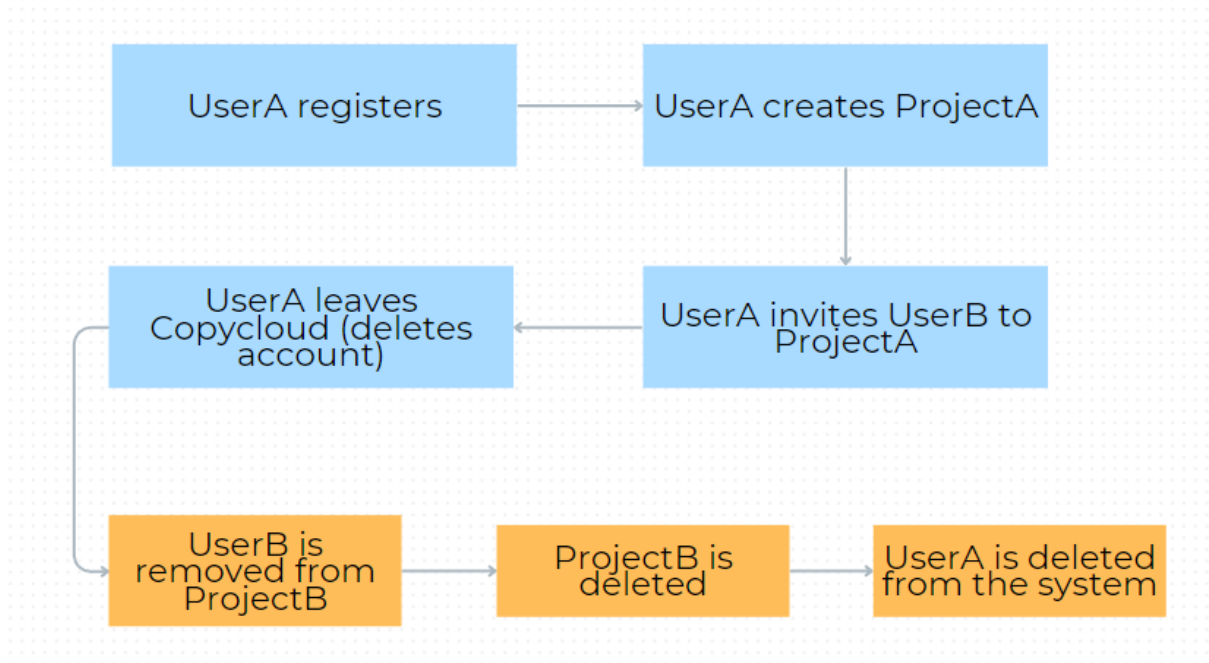 UserA registers
UserA creates ProjectA
UserA leaves
Copycloud (deletes
account)
UserA invites UserB to
ProjectA
UserB is
removed from
ProjectB
ProjectB is
deleted
UserA is deleted
from the system